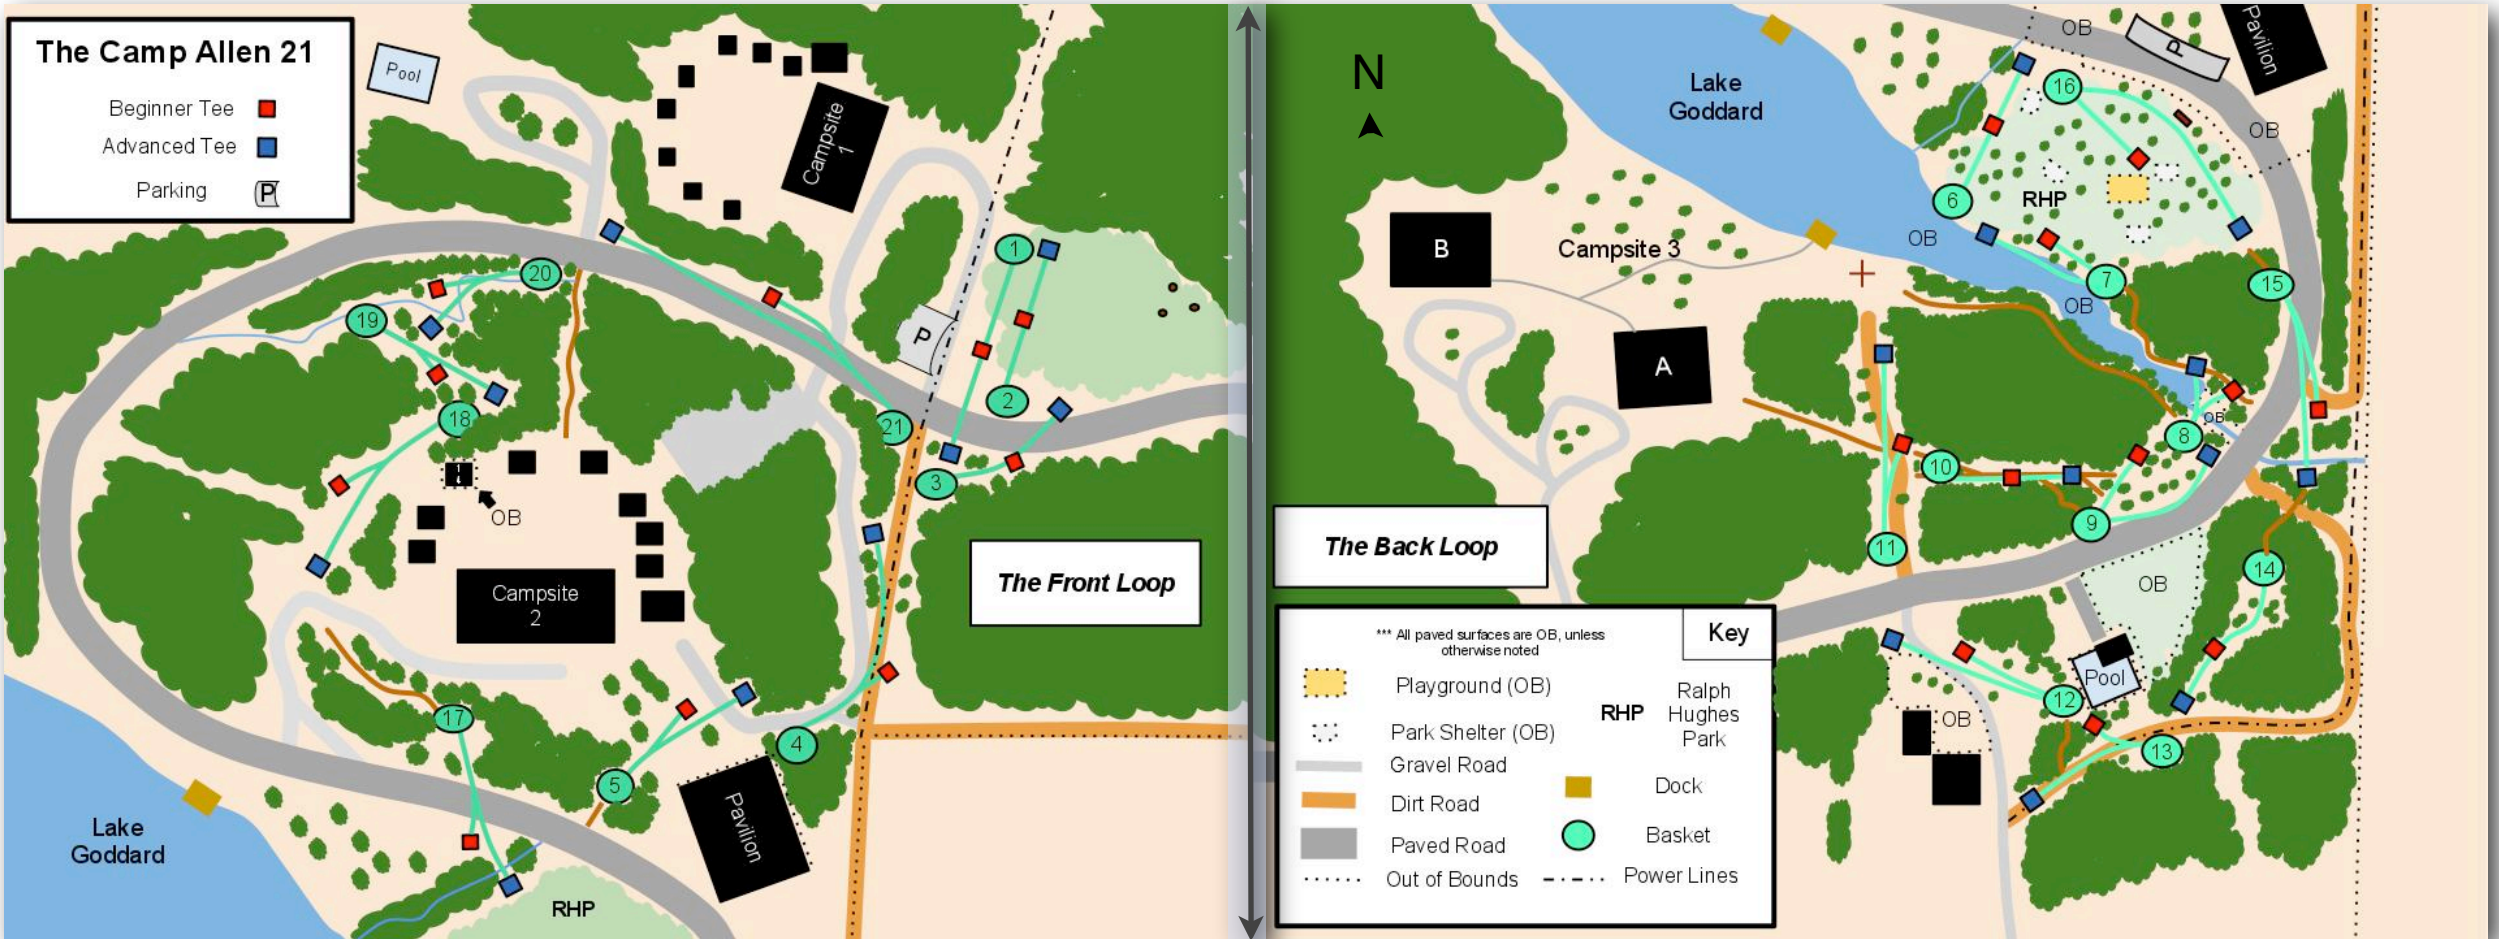 The Camp Allen 21
Beginner Tee
Advanced Tee
Parking
P
Pool
Campsite
1
20
19
18
1
2
21
3
P
OB
Campsite
2
The Front Loop
17
4
5
Pavilion
Lake
Goddard
RHP
N
Lake
Goddard
OB
P
Pavilion
16
OB
6
RHP
OB
7
15
OB
B
Campsite 3
A
OB
8
10
9
11
The Back Loop
14
OB
Pool
12
OB
13
Key
*** All paved surfaces are OB, unless
otherwise noted
Playground (OB)
Park Shelter (OB)
Gravel Road
Dirt Road
Paved Road
Out of Bounds
RHP
Ralph
Hughes
Park
Dock
Basket
Power Lines